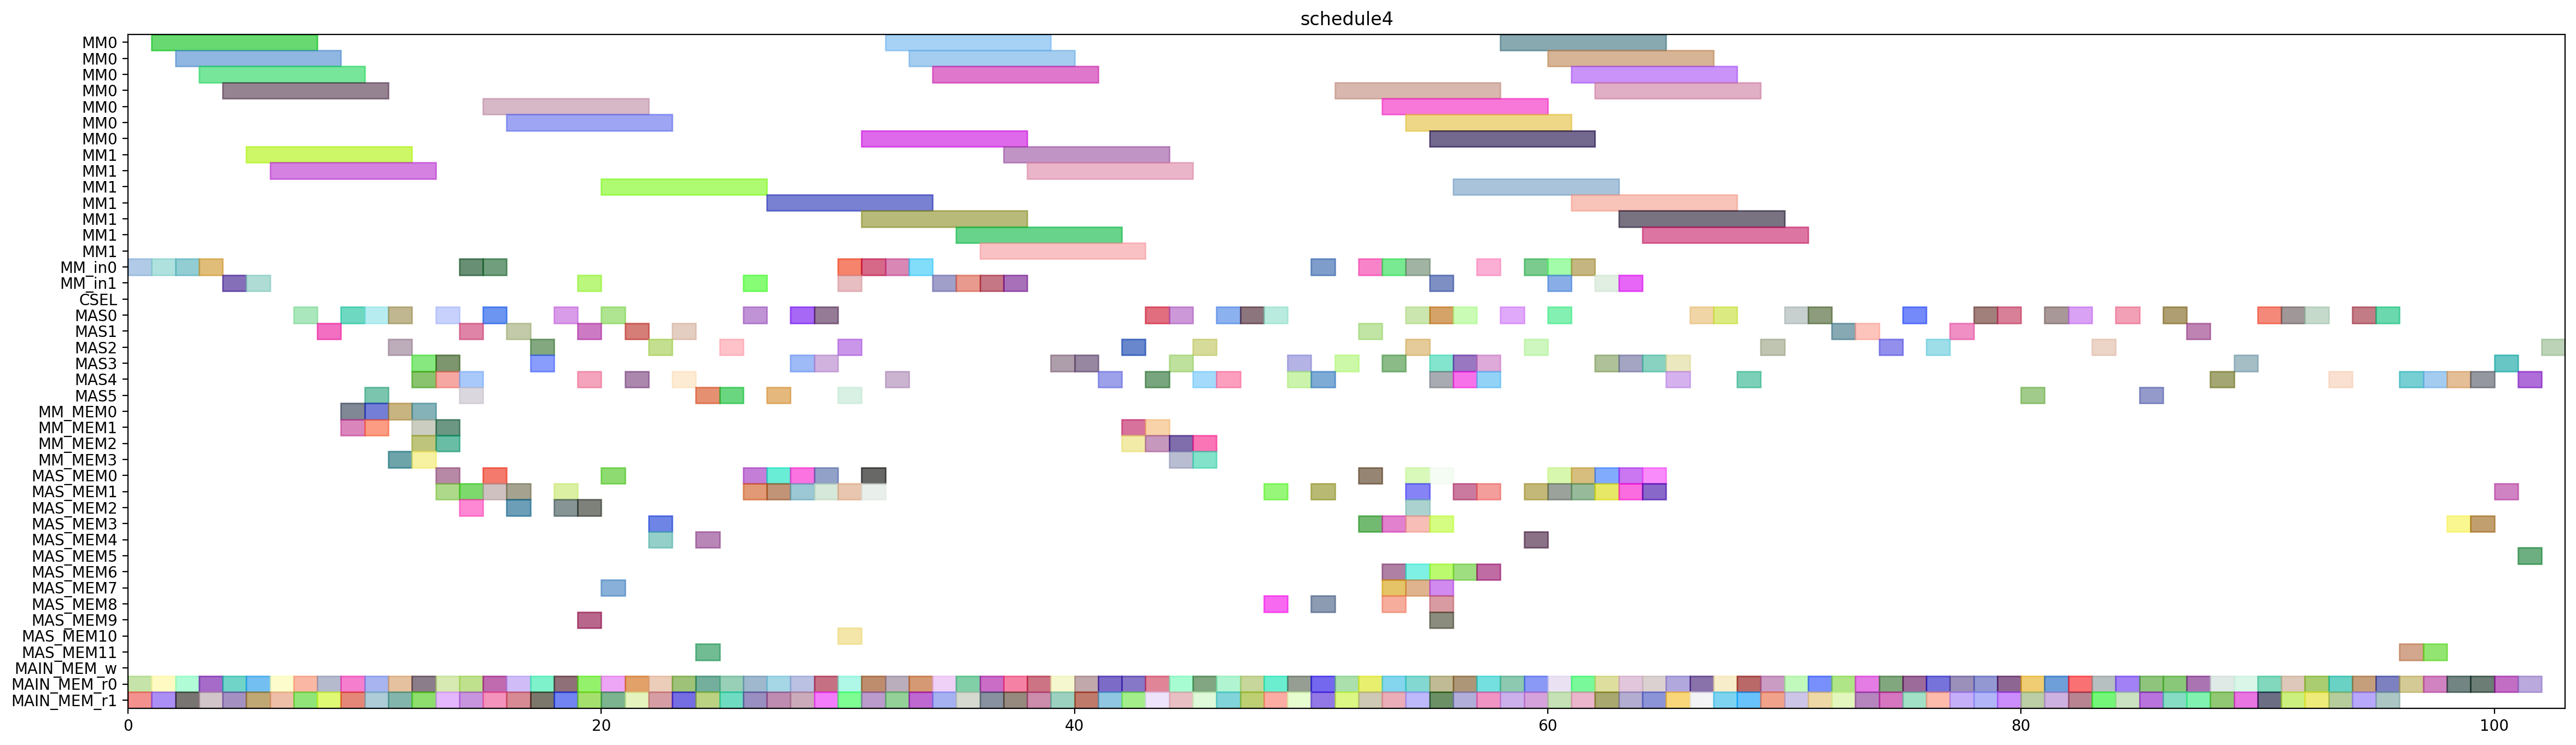 schedule4
MM0
MM0
MM0
MM0
MM0
MM0
MM0
MM1
MM1
MM1
MM1
MM1
MM1
MM1
MM_in0
MM_in1
CSEL
MAS0
MAS1
MAS2
MAS3
MAS4
MAS5
MM_MEM0
MM_MEM1
MM_MEM2
MM_MEM3
MAS_MEM0
MAS_MEM1
MAS_MEM2
MAS_MEM3
MAS_MEM4
MAS_MEM5
MAS_MEM6
MAS_MEM7
MAS_MEM8
MAS_MEM9
MAS_MEM10
MAS_MEM11
MAIN_MEM_w
MAIN_MEM_r0
MAIN_MEM_r1
0 20 40 60 80 100